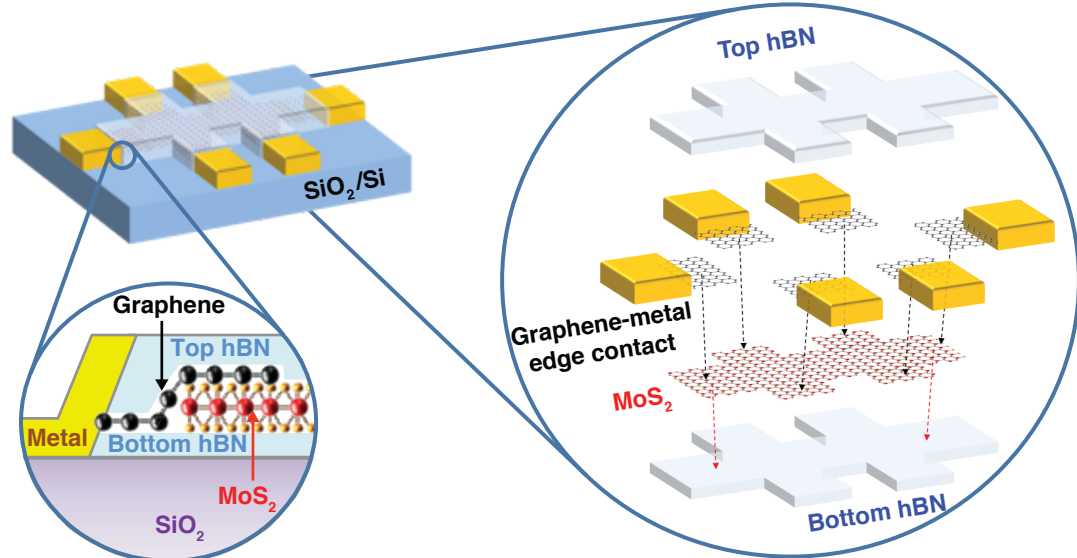 Top hBN
SiO₂/Si
Graphene-metal
edge contact
MoS₂
Bottom hBN
Graphene
Top hBN
Metal
Bottom hBN
MoS₂
SiO₂